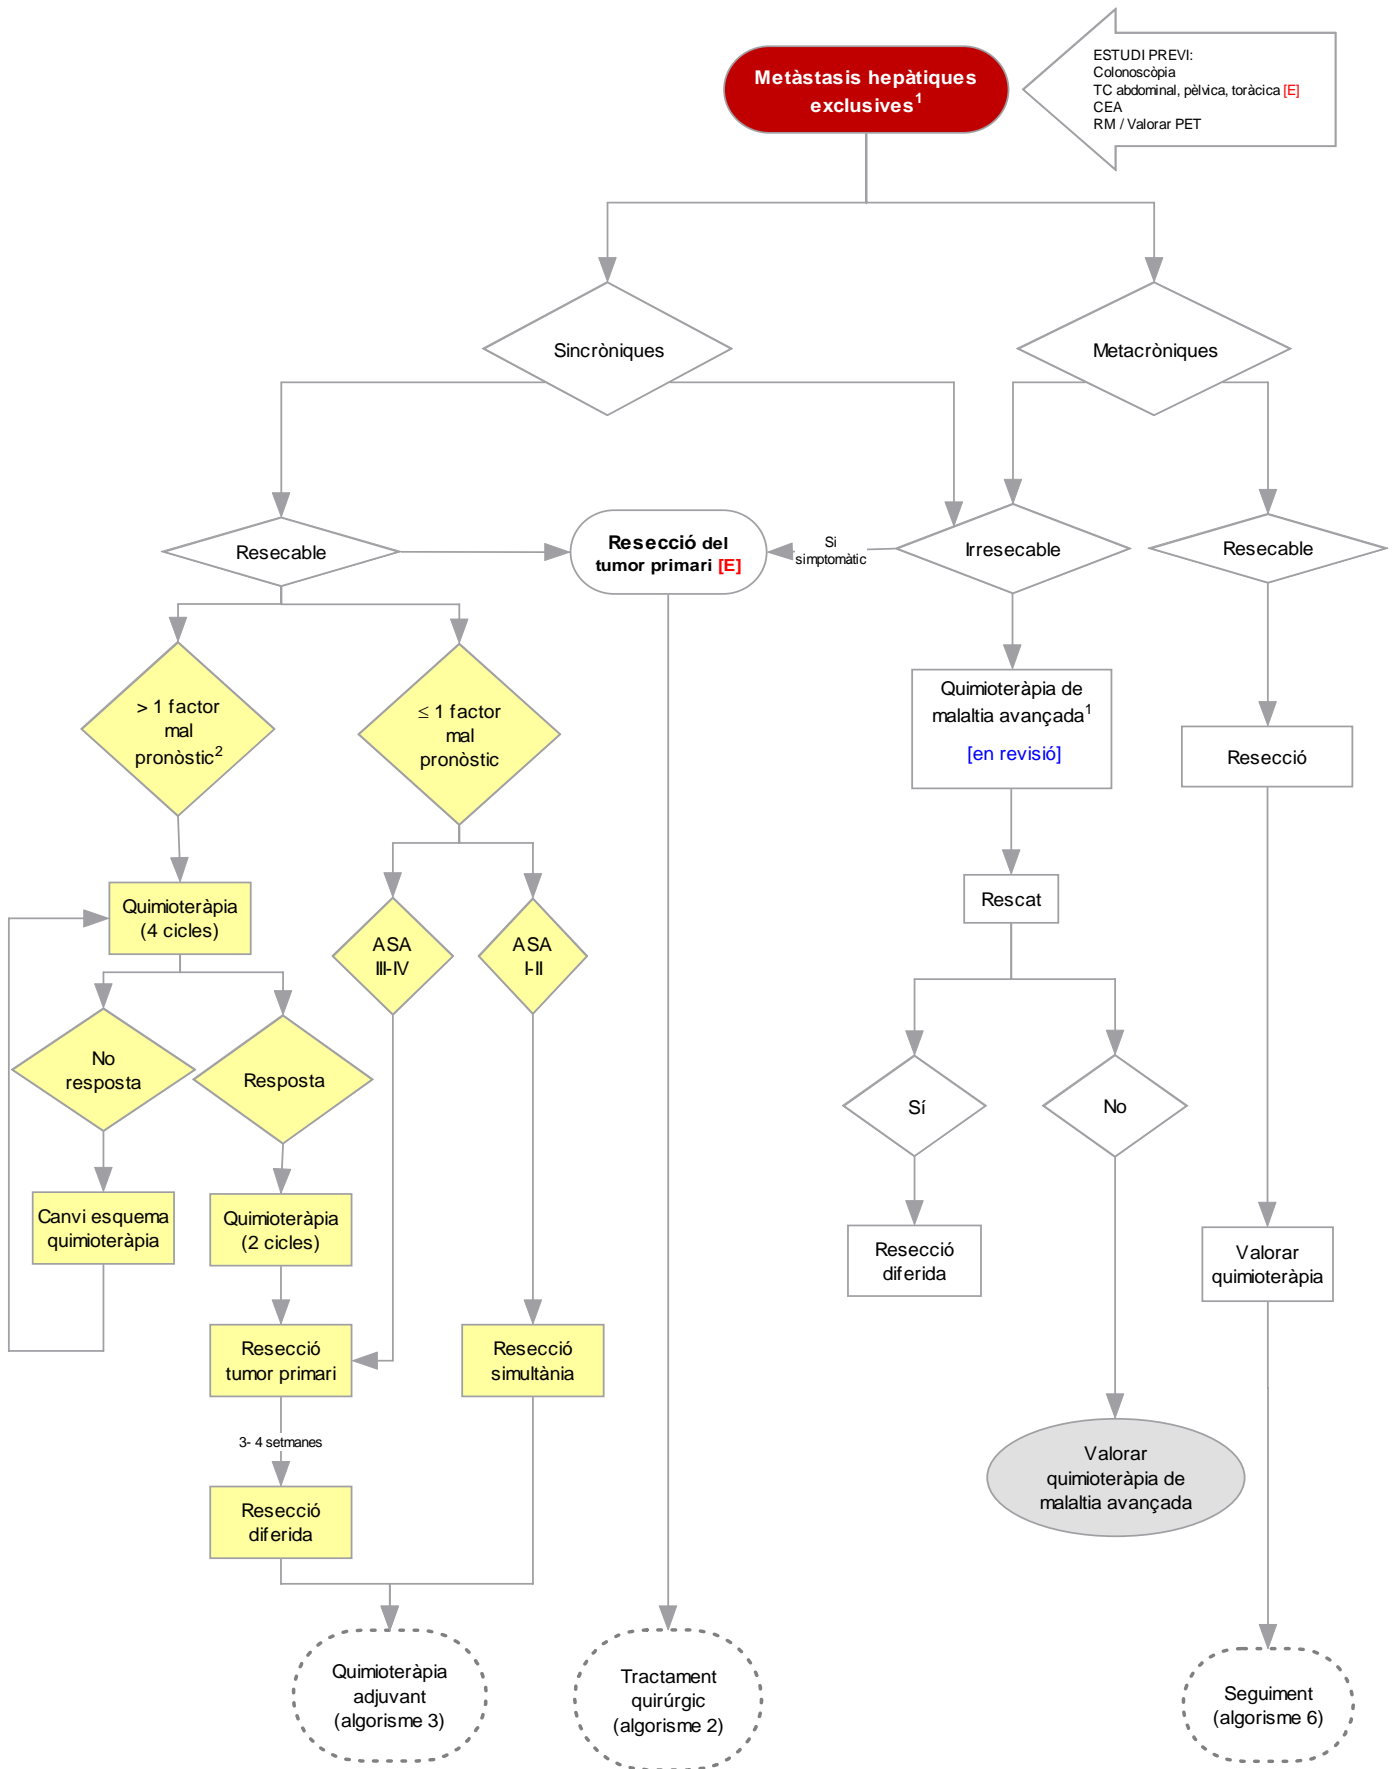 Metàstasis hepàtiques
exclusives1
ESTUDI PREVI:
Colonoscòpia
TC abdominal, pèlvica, toràcica [E]
CEA
RM / Valorar PET
Sincròniques
Metacròniques
Resecable
Resecció del
tumor primari [E]
Si
simptomàtic
Irresecable
Resecable
> 1 factor
mal
pronòstic2
≤ 1 factor
mal
pronòstic
Quimioteràpia de
malaltia avançada1
[en revisió]
Resecció
Quimioteràpia
(4 cicles)
ASA
III-IV
ASA
I-II
Rescat
No
resposta
Resposta
Sí
No
Canvi esquema
quimioteràpia
Quimioteràpia
(2 cicles)
Resecció
diferida
Valorar
quimioteràpia
Resecció
tumor primari
Resecció
simultània
3- 4 setmanes
Valorar
quimioteràpia de
malaltia avançada
Resecció
diferida
Quimioteràpia
adjuvant
(algorisme 3)
Tractament
quirúrgic
(algorisme 2)
Seguiment
(algorisme 6)